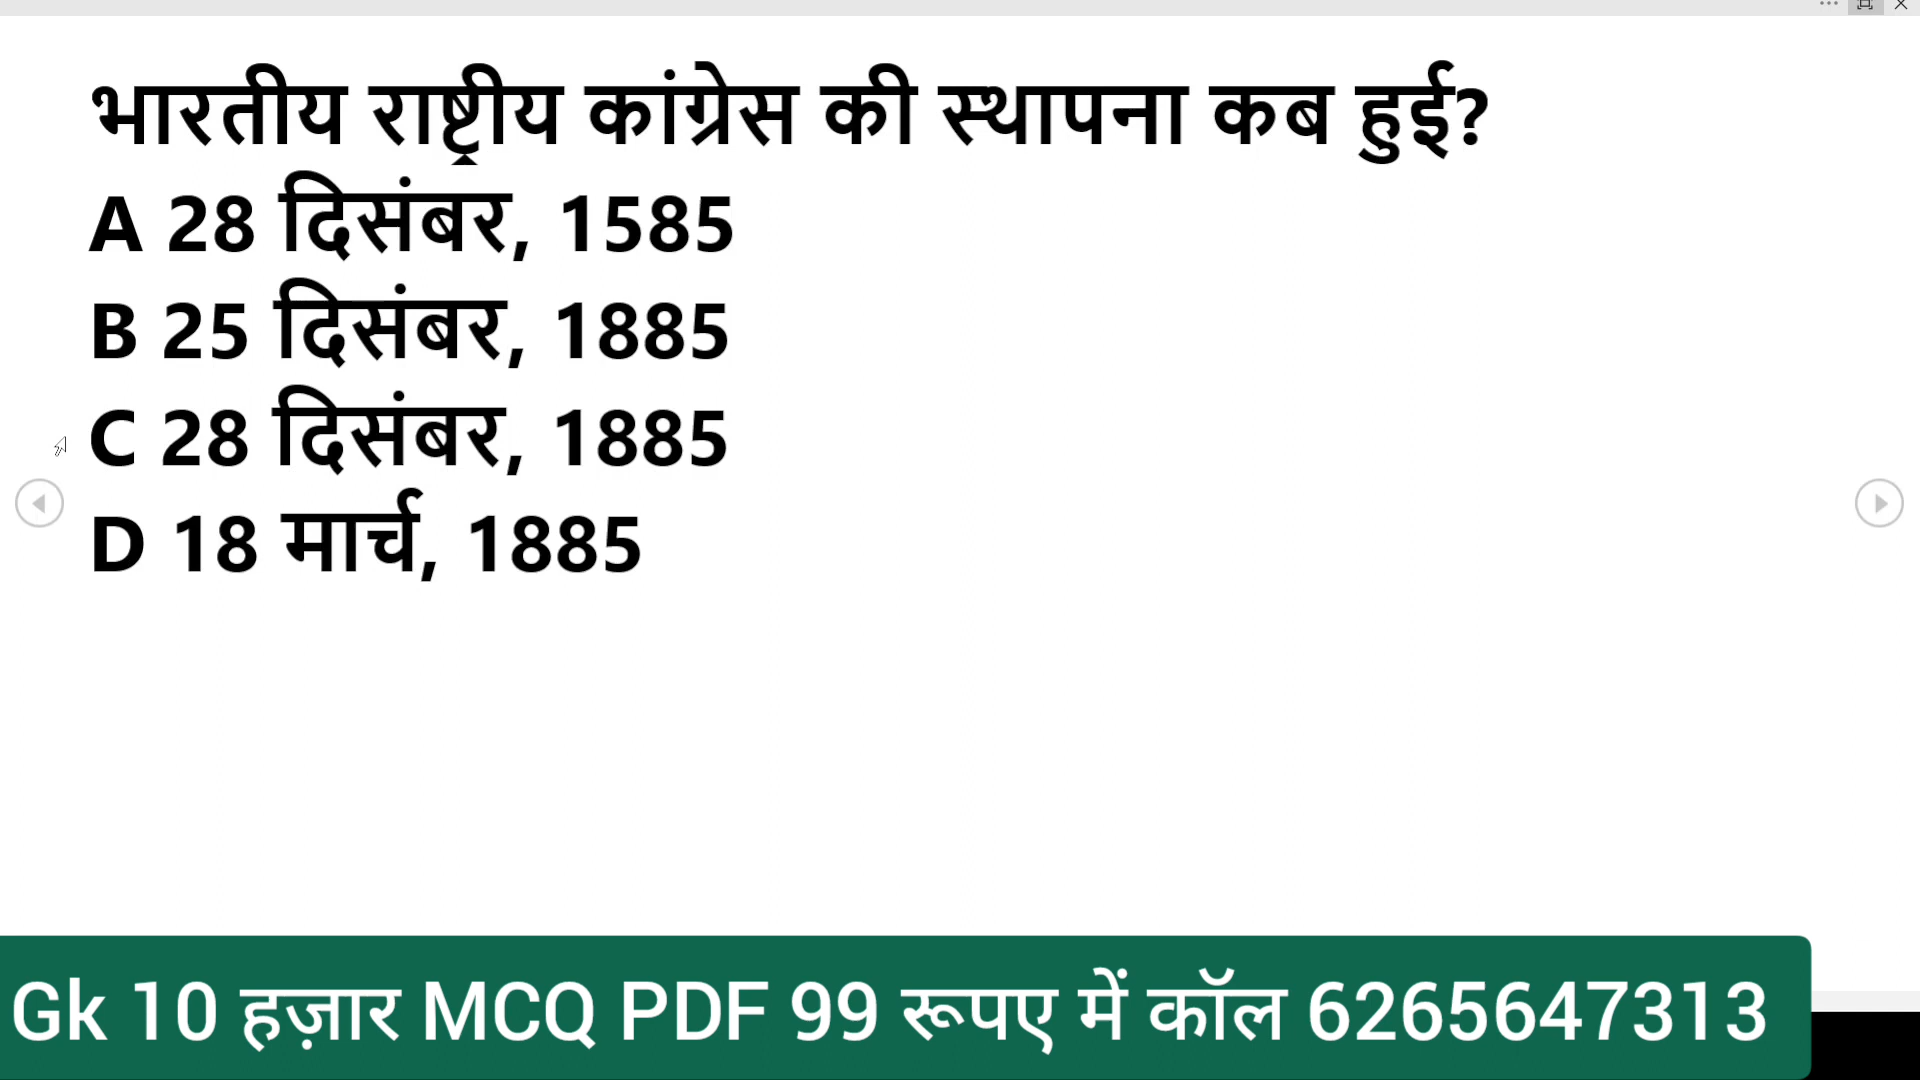 भारतीय राष्ट्रीय कांग्रेस की स्थापना कब हुई?
A 28 दिसंबर, 1585
B 25 दिसंबर, 1885
C 28 दिसंबर, 1885
D 18 मार्च, 1885
Gk 10 हज़ार MCQ PDF 99 रूपए में कॉल 6265647313